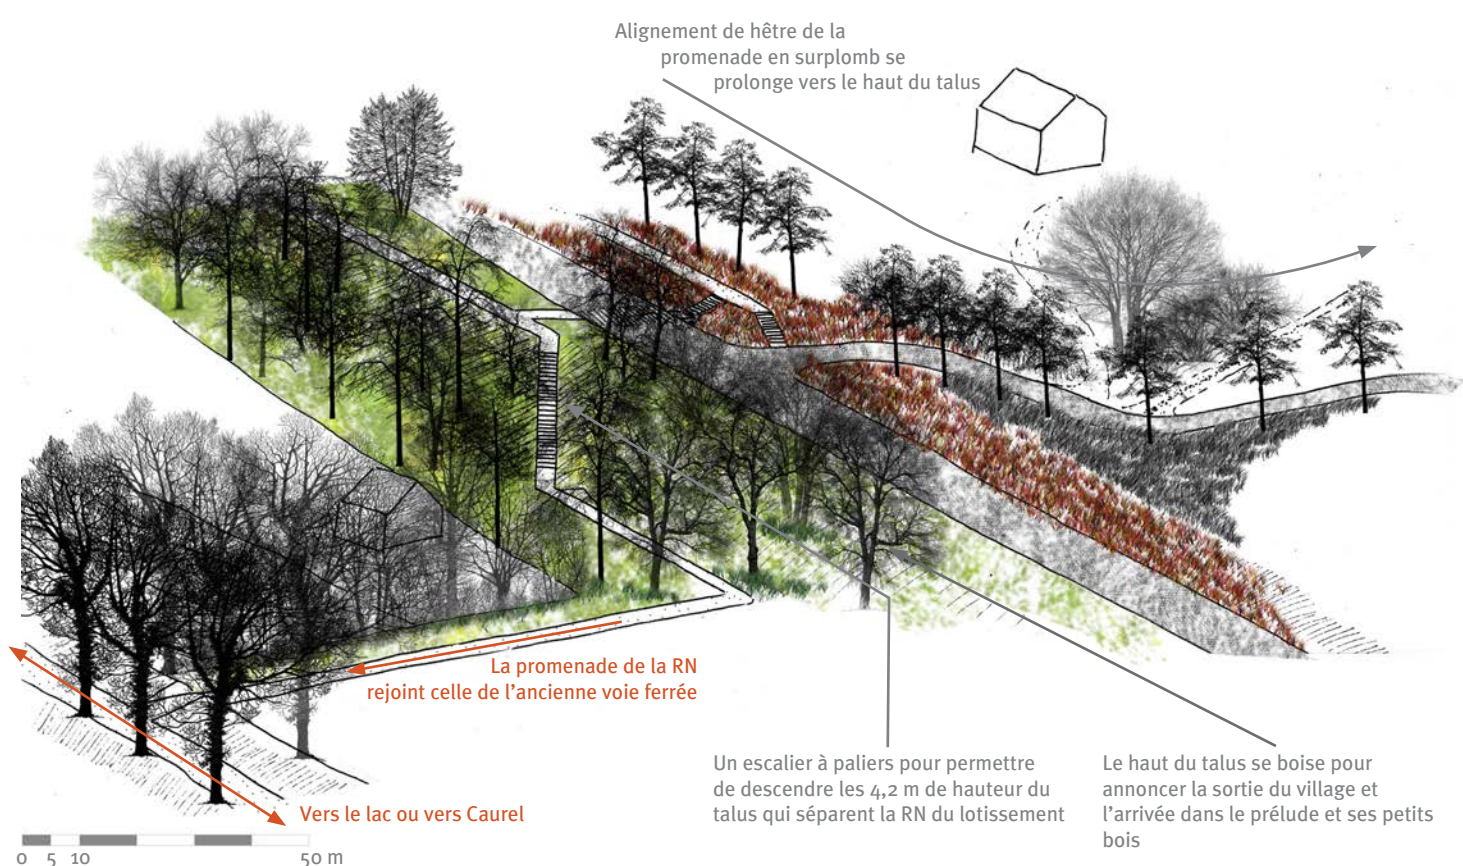 Alignement de hêtre de la
promenade en surplomb se
prolonge vers le haut du talus
La promenade de la RN
rejoint celle de l'ancienne voie ferrée
Un escalier à paliers pour permettre
de descendre les 4,2 m de hauteur du
talus qui séparent la RN du lotissement
Le haut du talus se boise pour
annoncer la sortie du village et
l'arrivée dans le prélude et ses petits
bois
Vers le lac ou vers Caurel
0 5 10 50 m